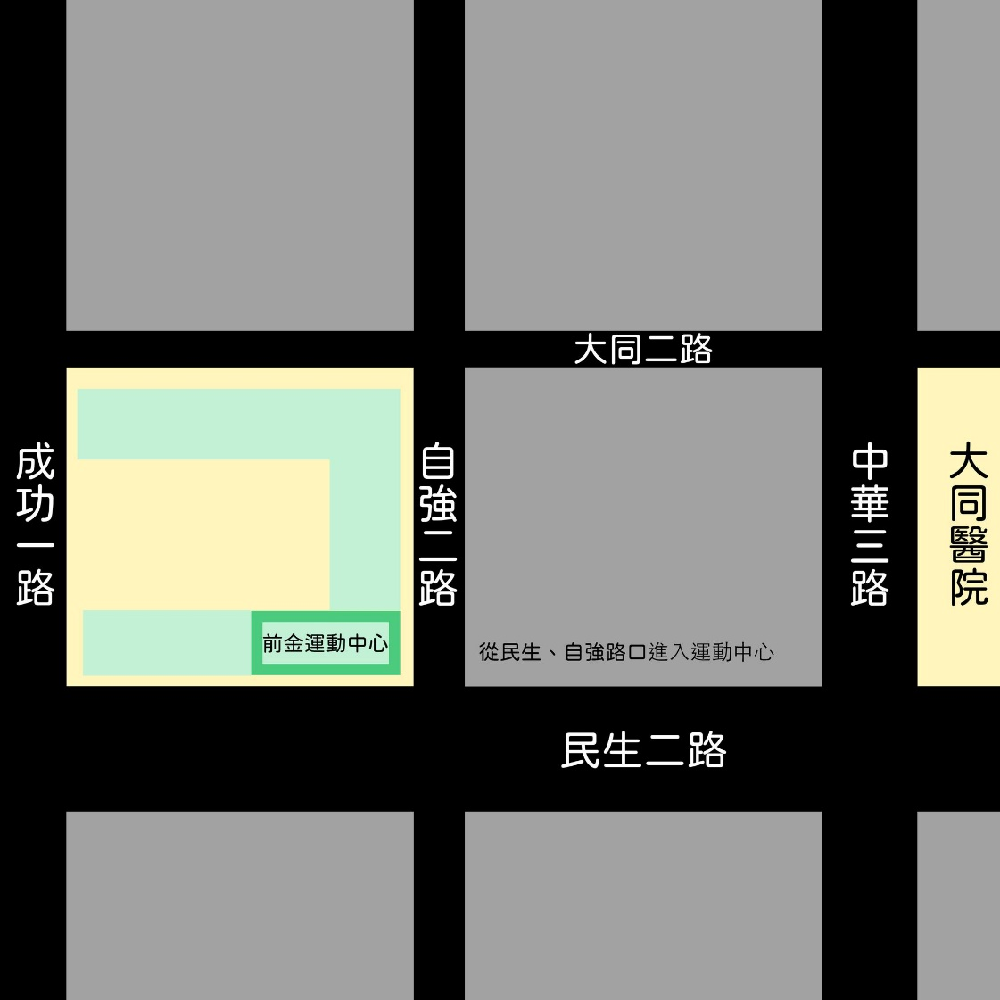 大同二路
成功一路
自強二路
中華三路
大同醫院
前金運動中心
從民生、自強路口進入運動中心
民生二路